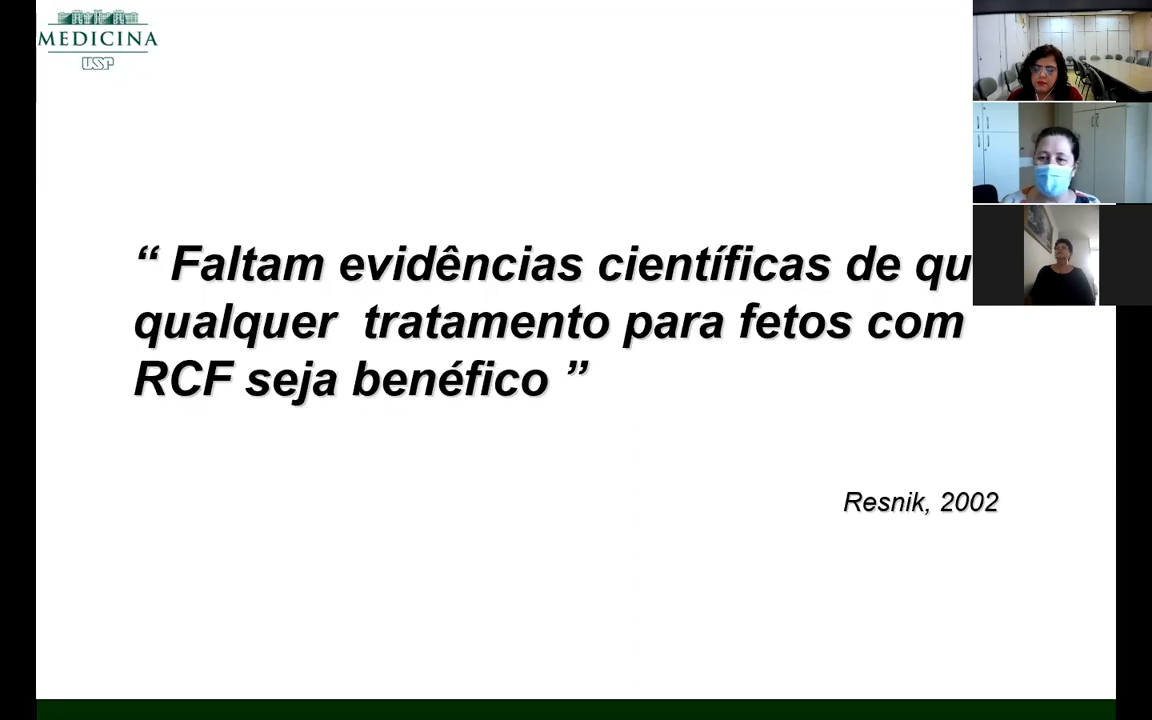 MEDICINA
USP
“ Faltam evidências científicas de qu
qualquer tratamento para fetos com
RCF seja benéfico ”
Resnik, 2002